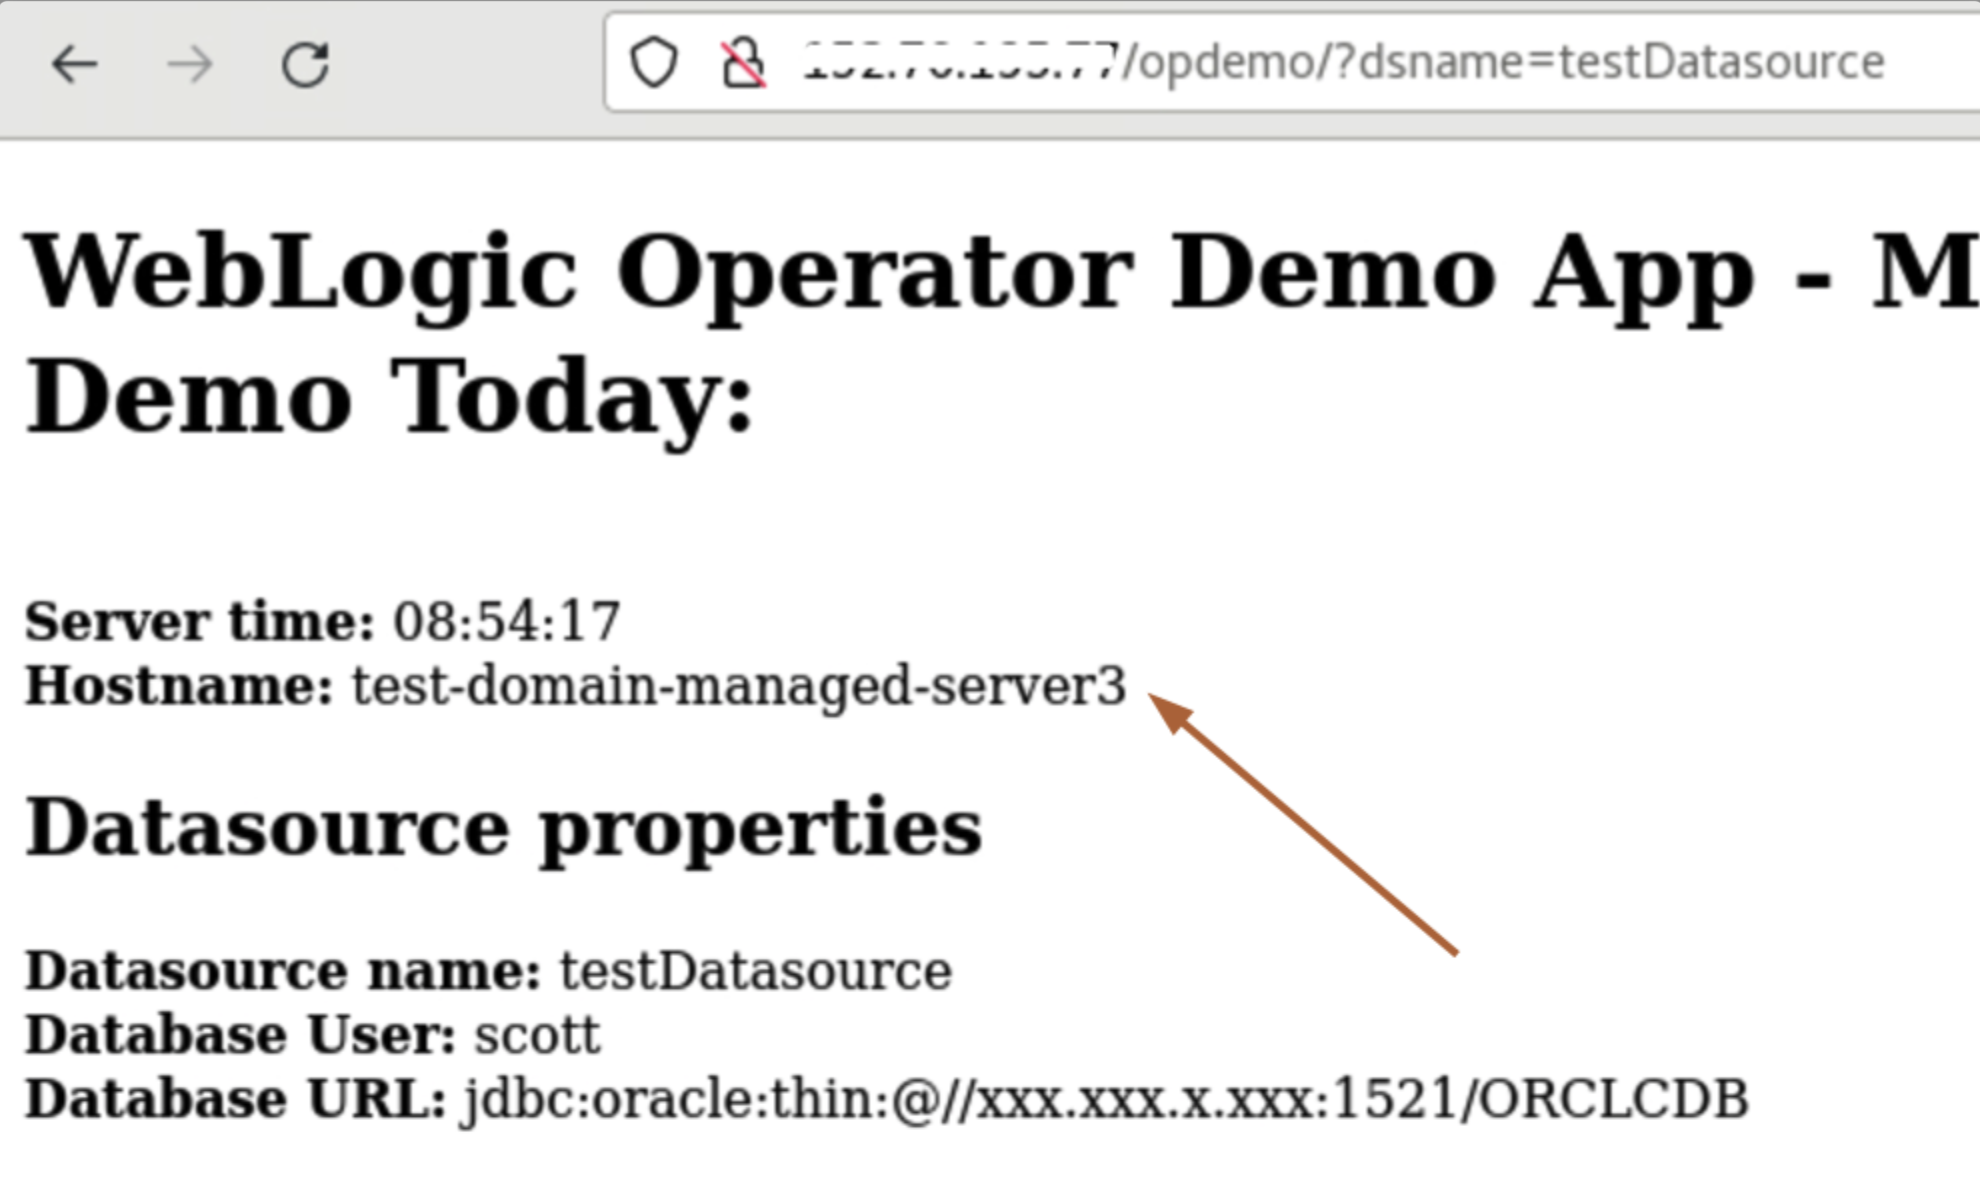 /opdemo/?dsname=testDatasource
WebLogic Operator Demo App - M
Demo Today:
Server time: 08:54:17
Hostname: test-domain-managed-server3
Datasource properties
Datasource name: testDatasource
Database User: scott
Database URL: jdbc:oracle:thin:@//xxx.xxx.x.xxx:1521/ORCLCDB